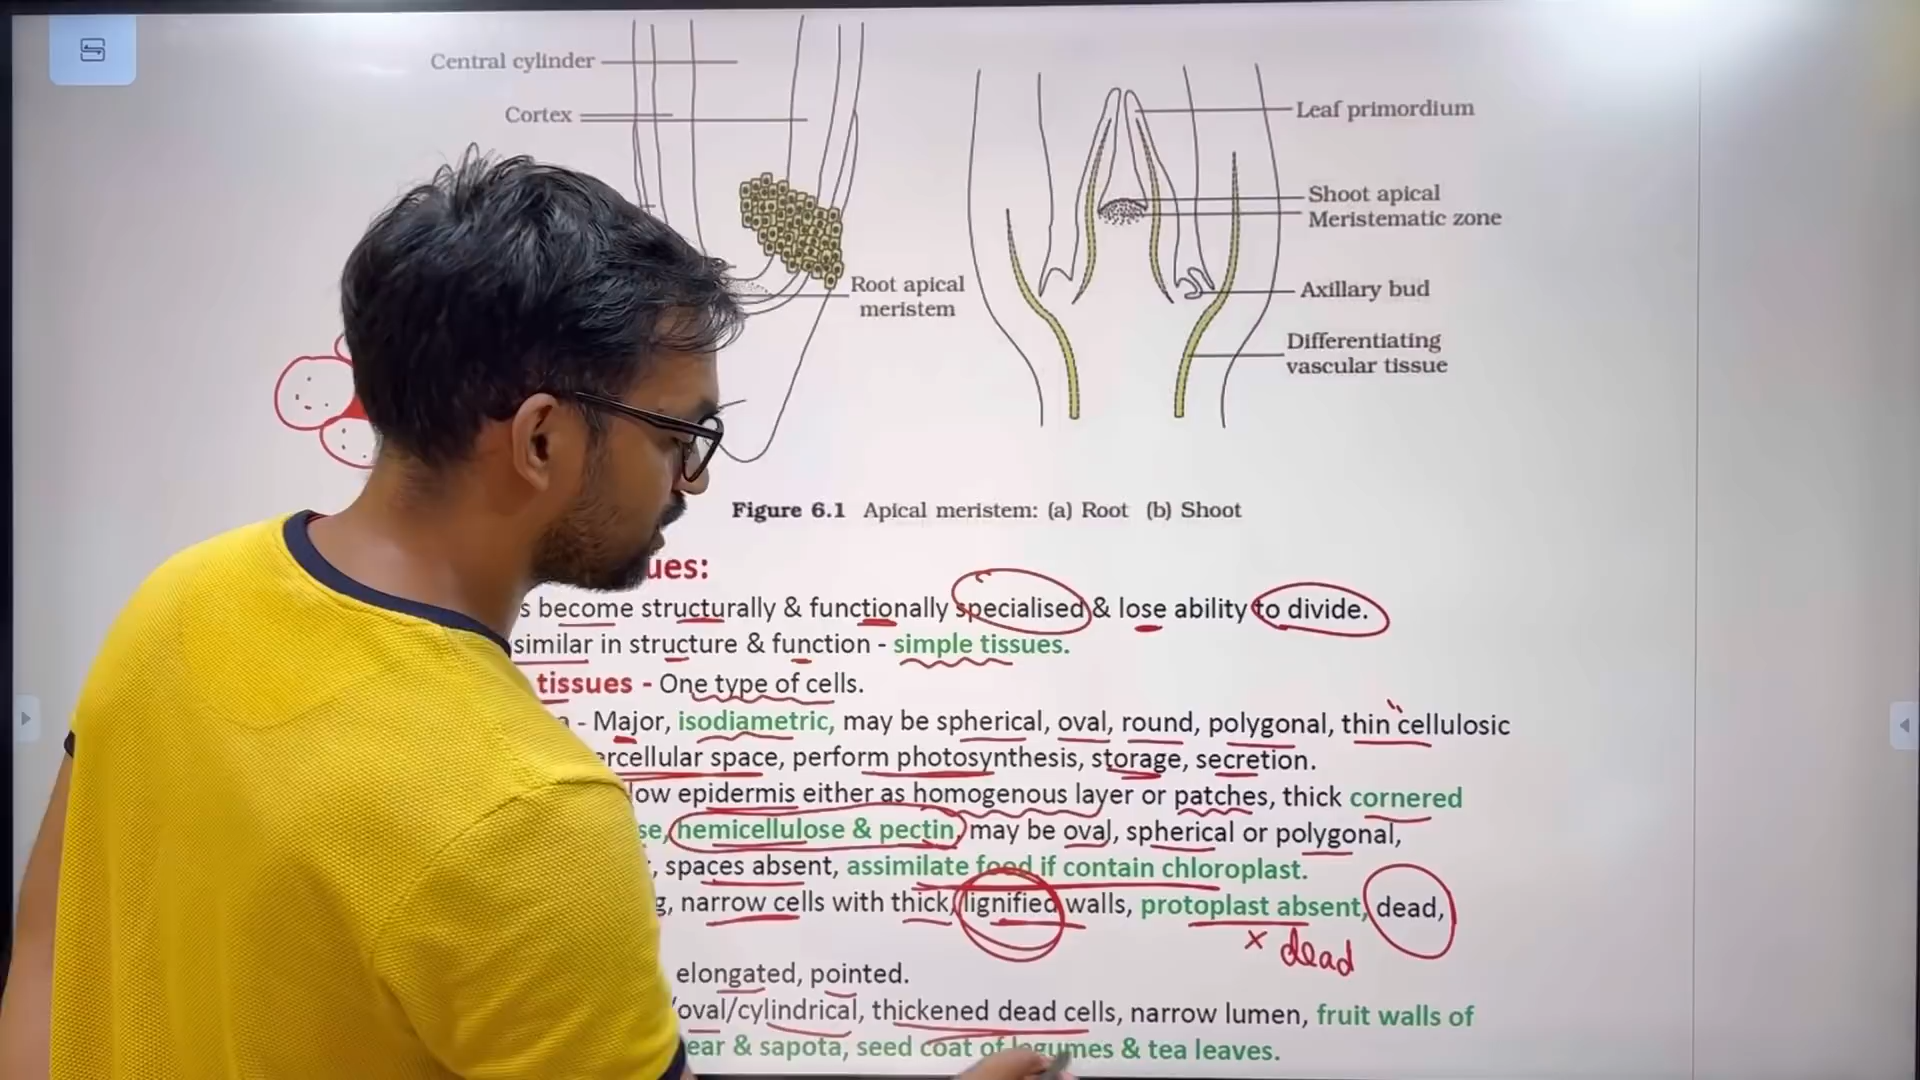 Central cylinder
Cortex
Root apical
meristem
Leaf primordium
Shoot apical
Meristematic zone
Axillary bud
Differentiating
vascular tissue
Figure 6.1 Apical meristem: (a) Root (b) Shoot
ues:
s become structurally & functionally specialised & lose ability to divide.
similar in structure & function - simple tissues.
tissues - One type of cells.
- Major, isodiametric, may be spherical, oval, round, polygonal, thin cellulosic
rcellular space, perform photosynthesis, storage, secretion.
low epidermis either as homogenous layer or patches, thick cornered
se, hemicellulose & pectin, may be oval, spherical or polygonal,
, spaces absent, assimilate food if contain chloroplast.
g, narrow cells with thick, lignified walls, protoplast absent, dead,
x dead
elongated, pointed.
/oval/cylindrical, thickened dead cells, narrow lumen, fruit walls of
ear & sapota, seed coat of legumes & tea leaves.